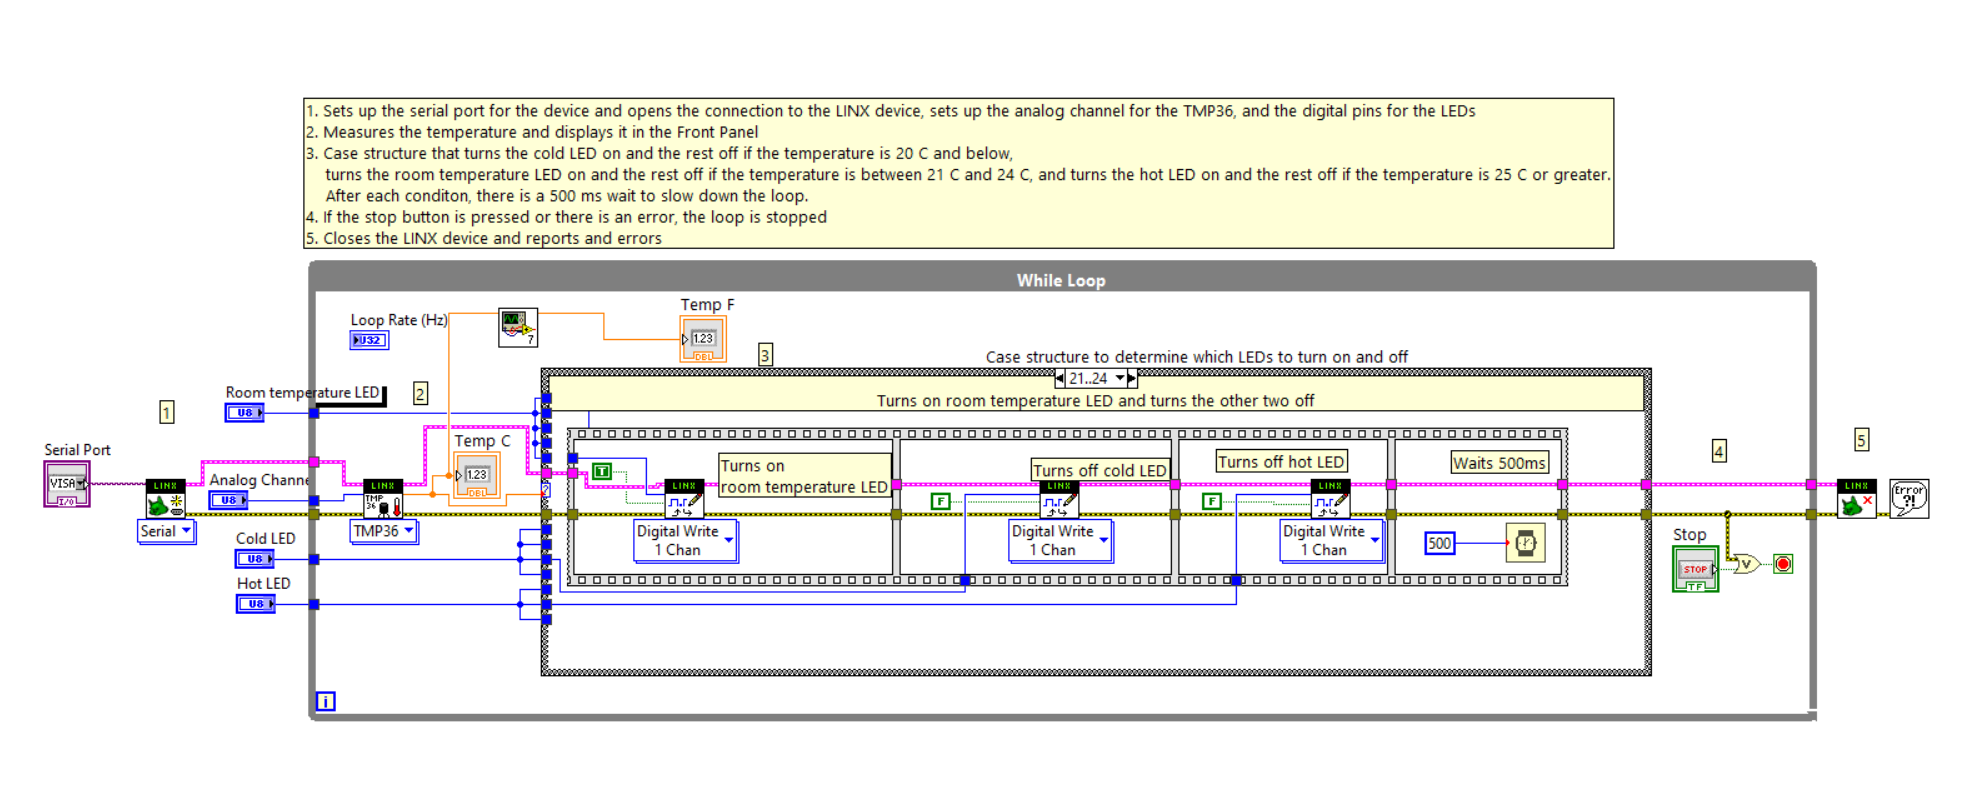 1. Sets up the serial port for the device and opens the connection to the LINX device, sets up the analog channel for the TMP36, and the digital pins for the LEDs
2. Measures the temperature and displays it in the Front Panel
3. Case structure that turns the cold LED on and the rest off if the temperature is 20 C and below,
turns the room temperature LED on and the rest off if the temperature is between 21 C and 24 C, and turns the hot LED on and the rest off if the temperature is 25 C or greater.
After each conditon, there is a 500 ms wait to slow down the loop.
4. If the stop button is pressed or there is an error, the loop is stopped
5. Closes the LINX device and reports and errors
While Loop
Temp F
Loop Rate (Hz)
U32
7
1.23
DBL
3
Case structure to determine which LEDs to turn on and off
21..24
Room temperature LED
2
1
U8
Turns on room temperature LED and turns the other two off
Serial Port
VISA
I/O
Temp C
1.23
DBL
5
4
T
Turns on
room temperature LED
Turns off cold LED
Turns off hot LED
Waits 500ms
Analog Channe
U8
LINX
Serial
LINX
TMP
36
TMP36
?
LINX
Digital Write
1 Chan
F
LINX
Digital Write
1 Chan
F
LINX
Digital Write
1 Chan
500
LINX
Error
?!
Cold LED
U8
Hot LED
U8
Stop
STOP
TF
V
i